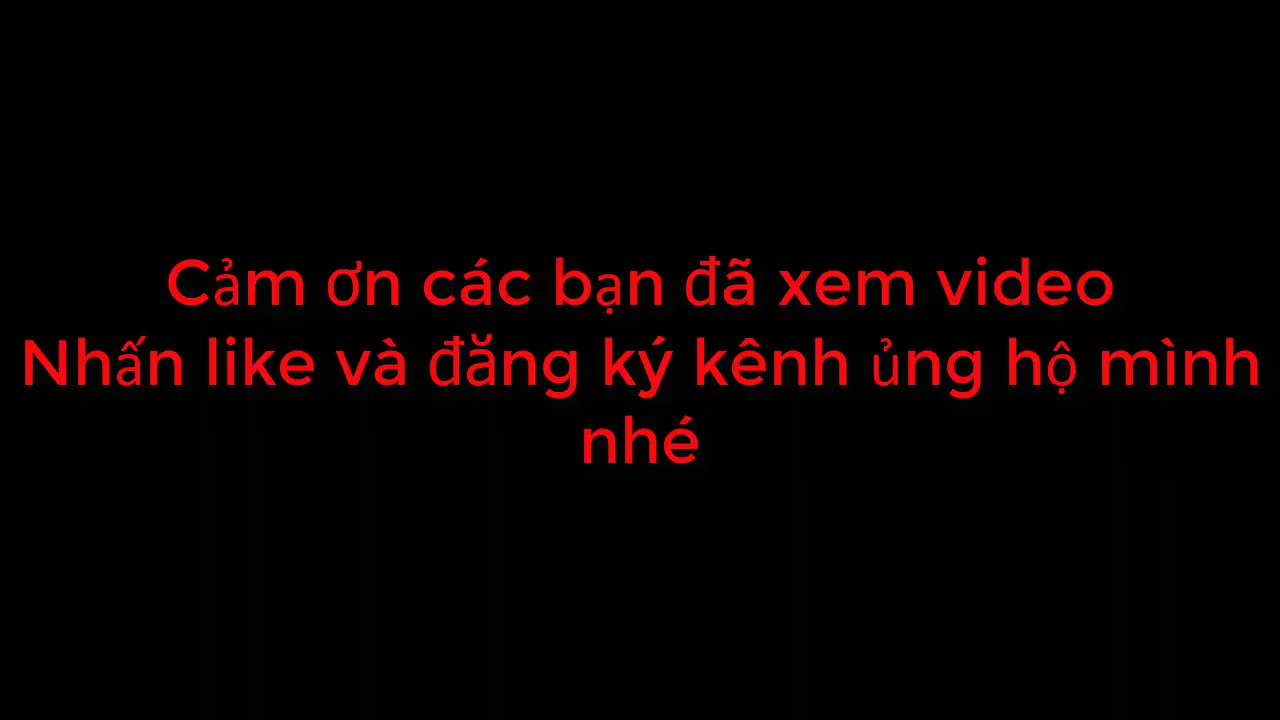 Cảm ơn các bạn đã xem video
Nhấn like và đăng ký kênh ủng hộ mình
nhé